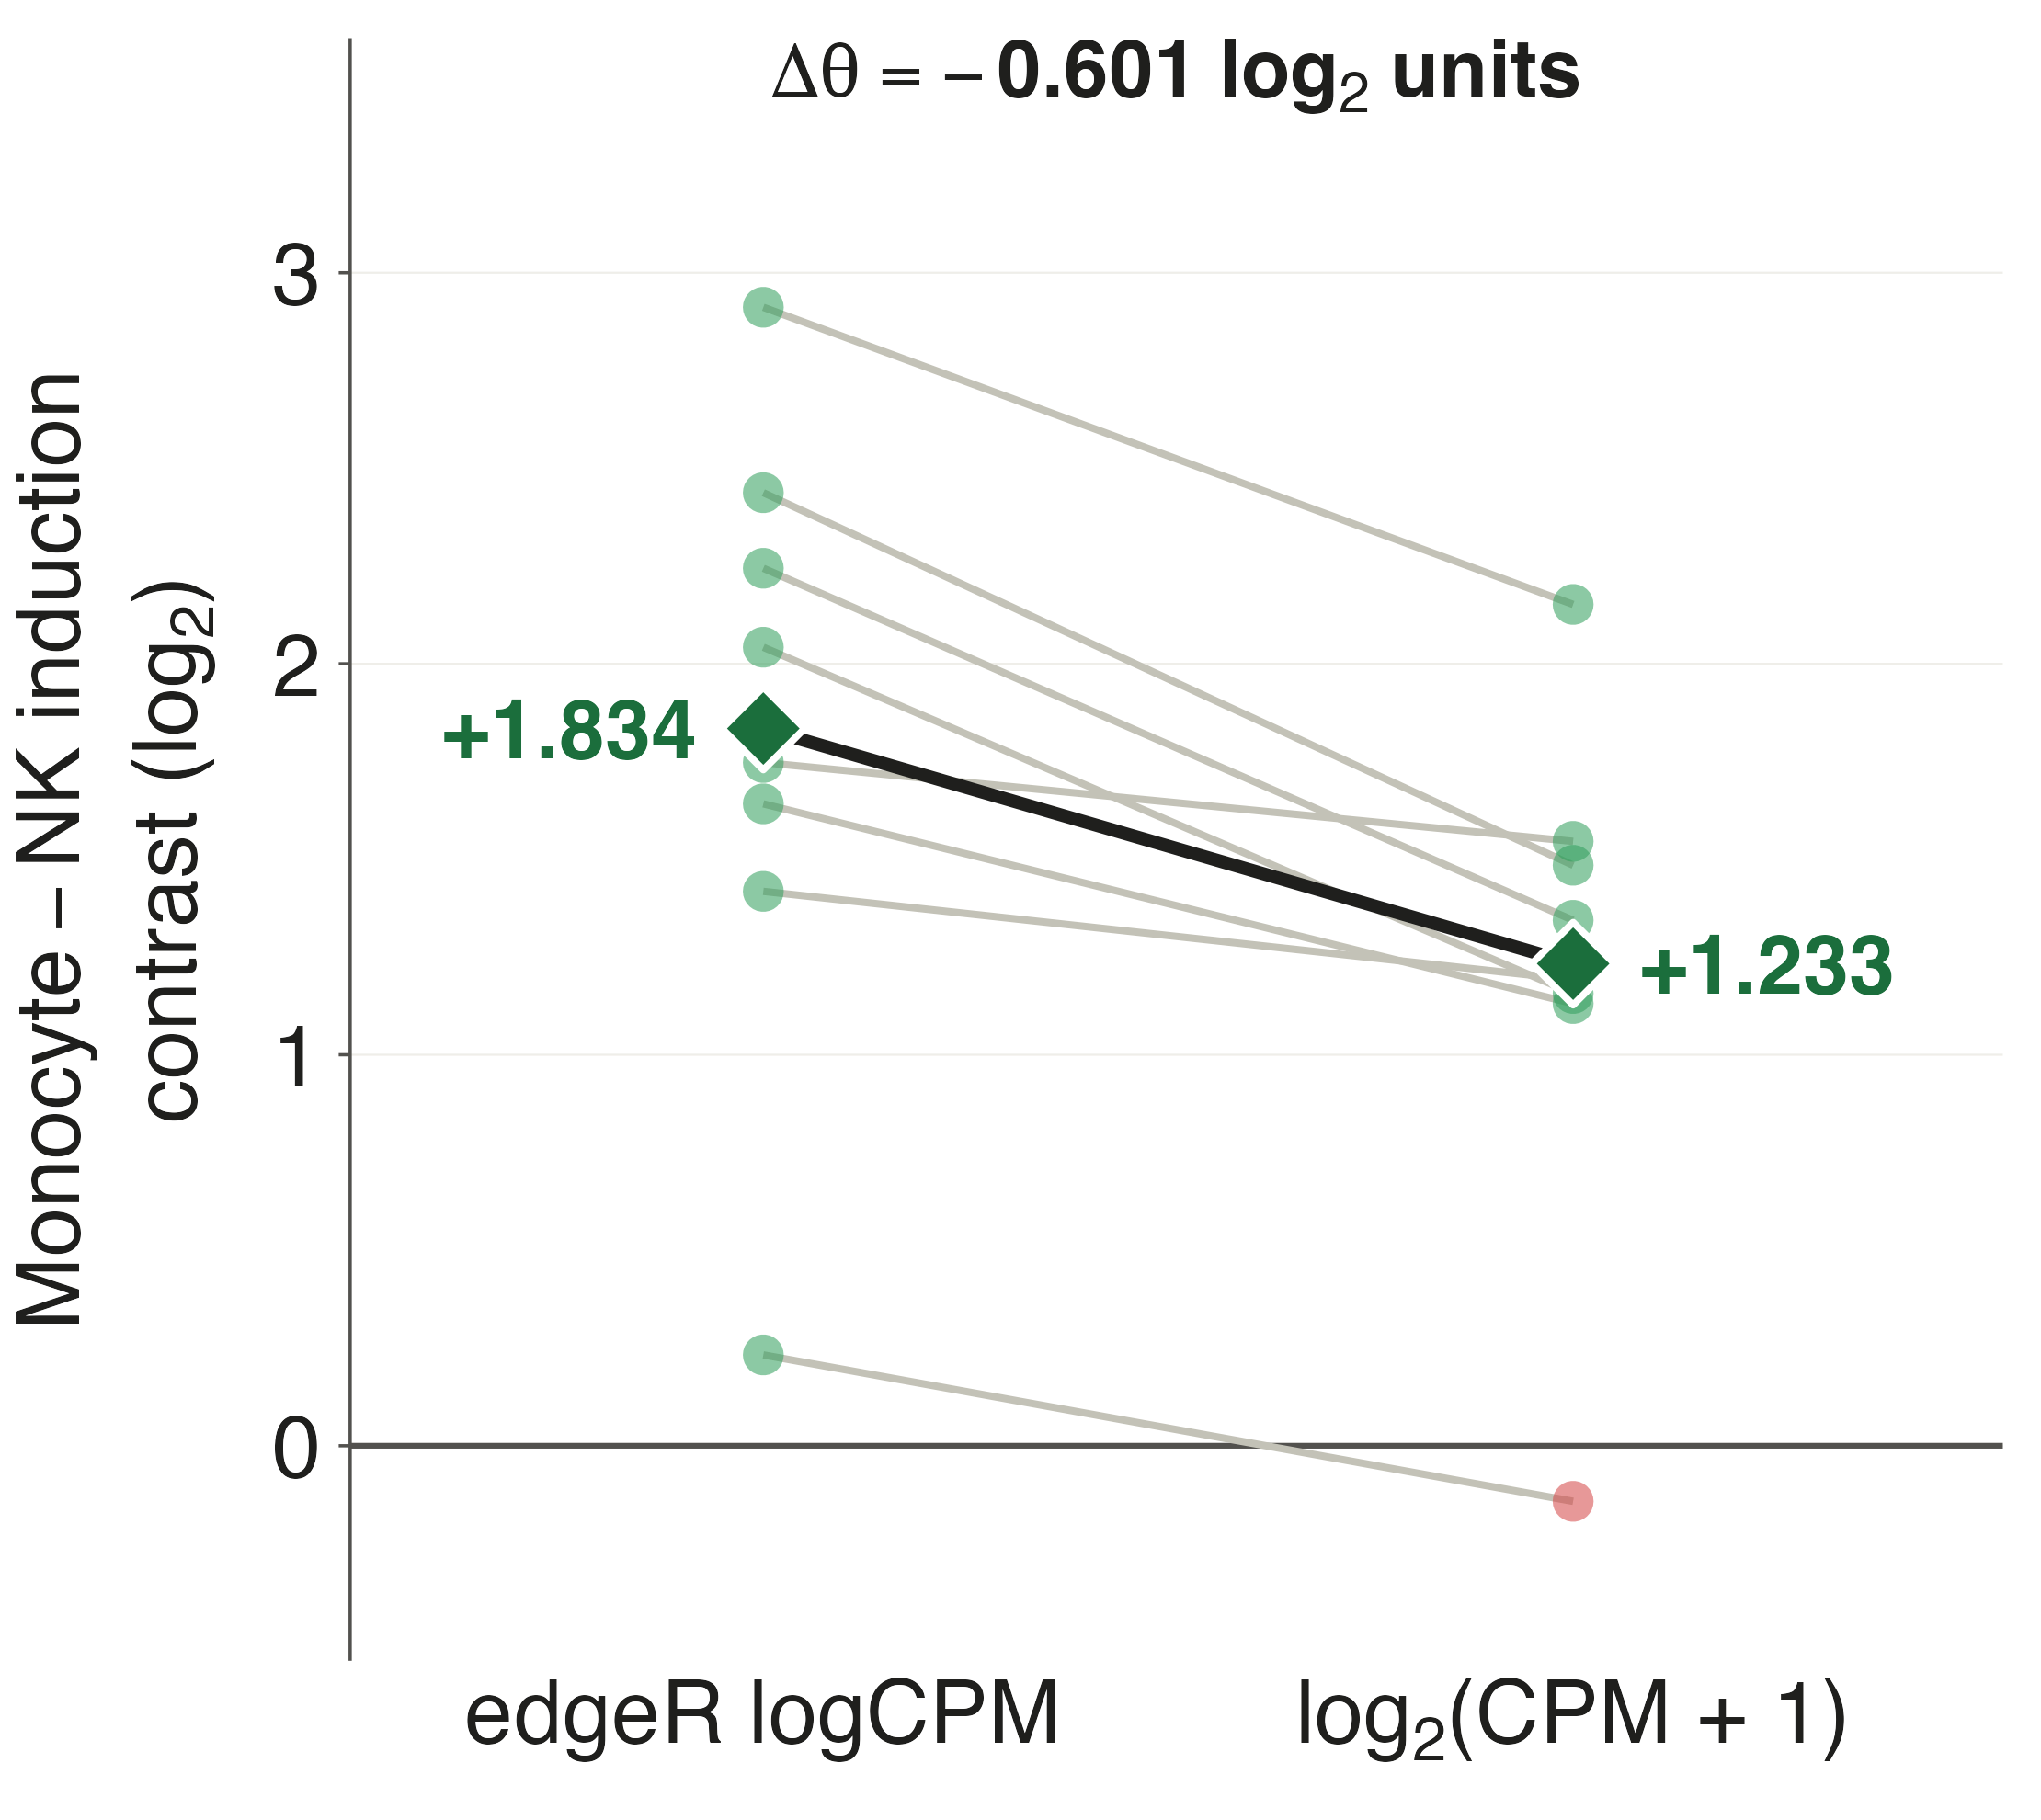 Δθ = −0.601 log₂ units
Monocyte – NK induction
contrast (log₂)
3
2
1
0
+1.834
+1.233
edgeR logCPM
log₂(CPM + 1)